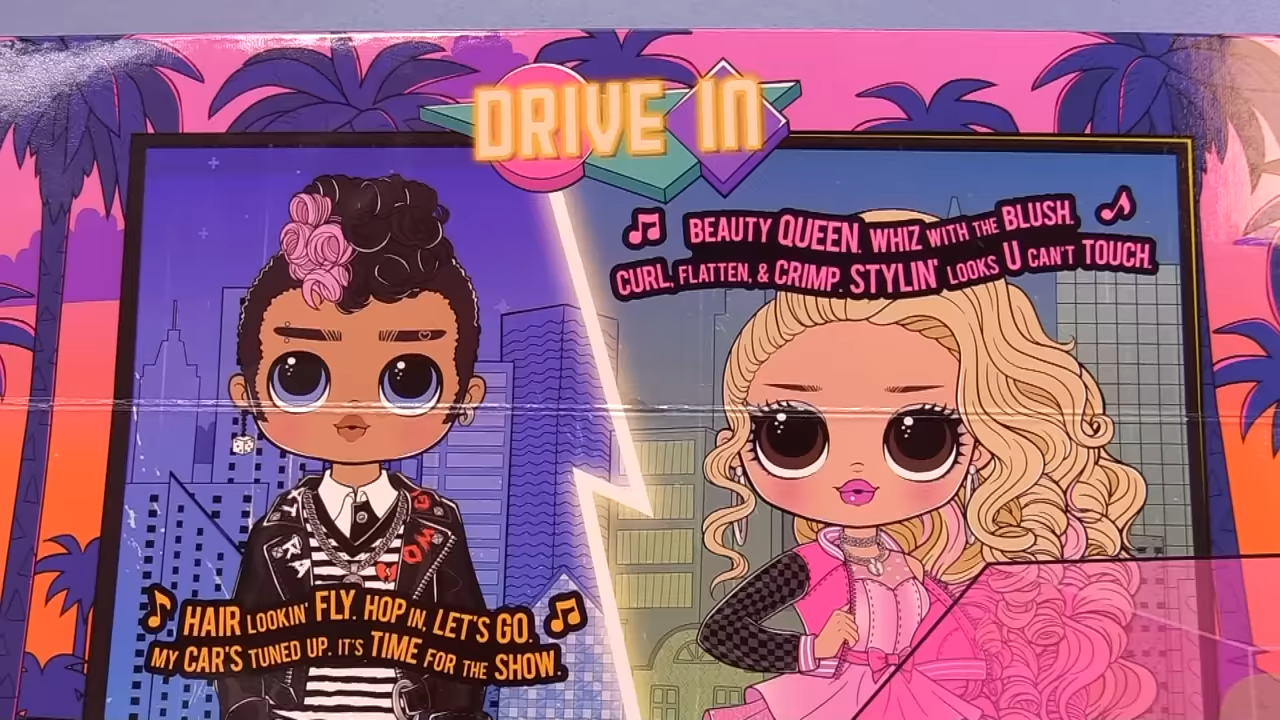 DRIVE IN
BEAUTY QUEEN. WHIZ WITH THE BLUSH.
CURL, FLATTEN, & CRIMP. STYLIN' LOOKS U CAN'T TOUCH.
HAIR LOOKIN' FLY. HOP IN, LET'S GO.
MY CAR'S TUNED UP. IT'S TIME FOR THE SHOW.